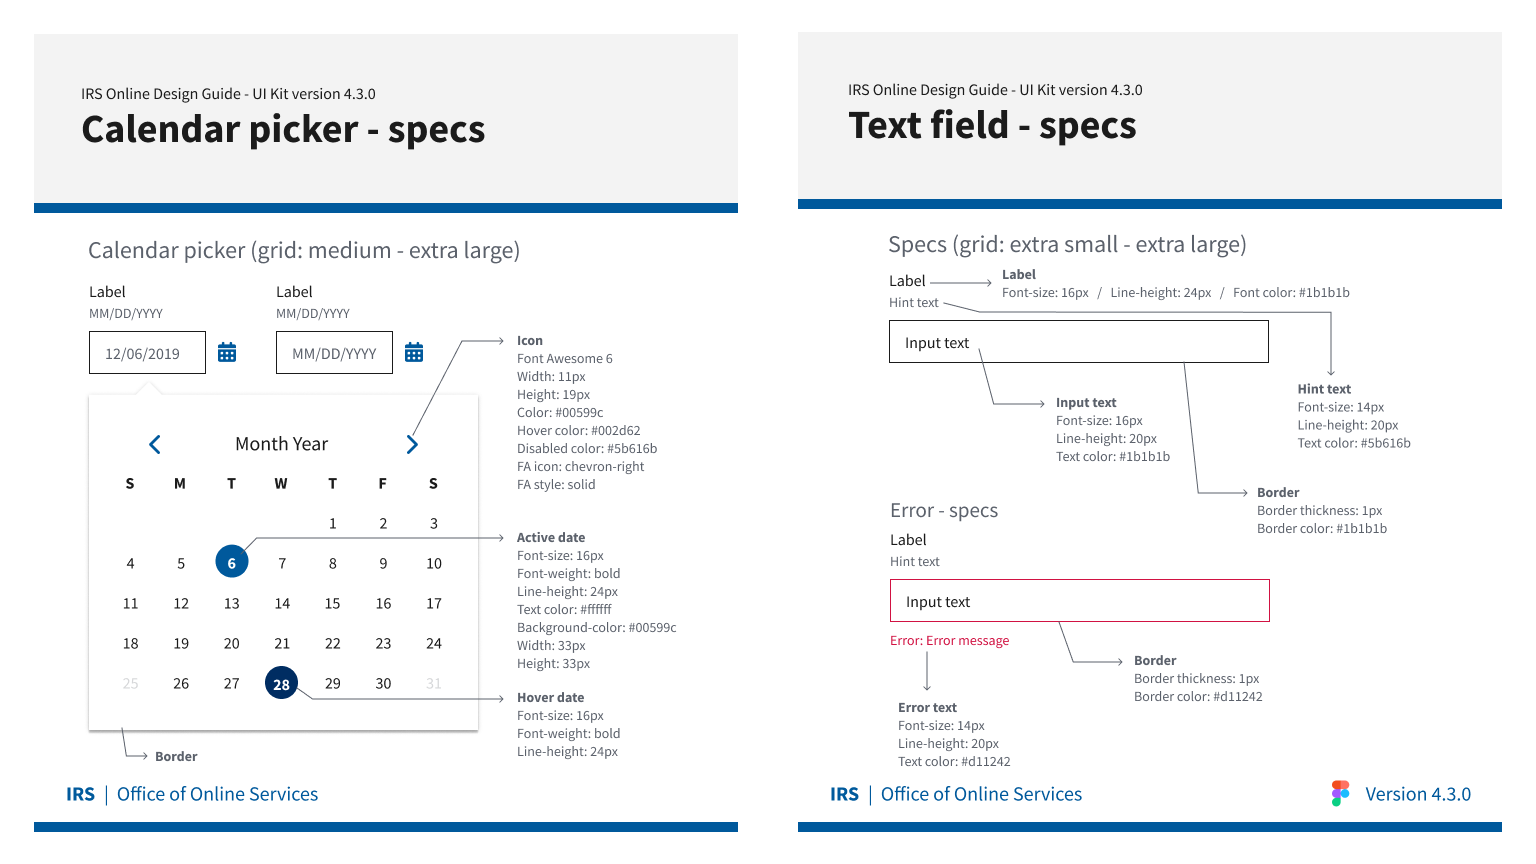 IRS Online Design Guide - UI Kit version 4.3.0
Calendar picker - specs
Calendar picker (grid: medium - extra large)
Label Label
MM/DD/YYYY MM/DD/YYYY
12/06/2019 MM/DD/YYYY
Month Year
S M T W T F S
1 2 3
4 5 6 7 8 9 10
11 12 13 14 15 16 17
18 19 20 21 22 23 24
25 26 27 28 29 30 31
Icon
Font Awesome 6
Width: 11px
Height: 19px
Color: #00599c
Hover color: #002d62
Disabled color: #5b616b
FA icon: chevron-right
FA style: solid
Active date
Font-size: 16px
Font-weight: bold
Line-height: 24px
Text color: #ffffff
Background-color: #00599c
Width: 33px
Height: 33px
Hover date
Font-size: 16px
Font-weight: bold
Line-height: 24px
Border
IRS | Office of Online Services
IRS Online Design Guide - UI Kit version 4.3.0
Text field - specs
Specs (grid: extra small - extra large)
Label
Hint text
Label
Font-size: 16px / Line-height: 24px / Font color: #1b1b1b
Input text
Input text
Font-size: 16px
Line-height: 20px
Text color: #1b1b1b
Hint text
Font-size: 14px
Line-height: 20px
Text color: #5b616b
Border
Border thickness: 1px
Border color: #1b1b1b
Error - specs
Label
Hint text
Input text
Error: Error message
Border
Border thickness: 1px
Border color: #d11242
Error text
Font-size: 14px
Line-height: 20px
Text color: #d11242
IRS | Office of Online Services
Version 4.3.0